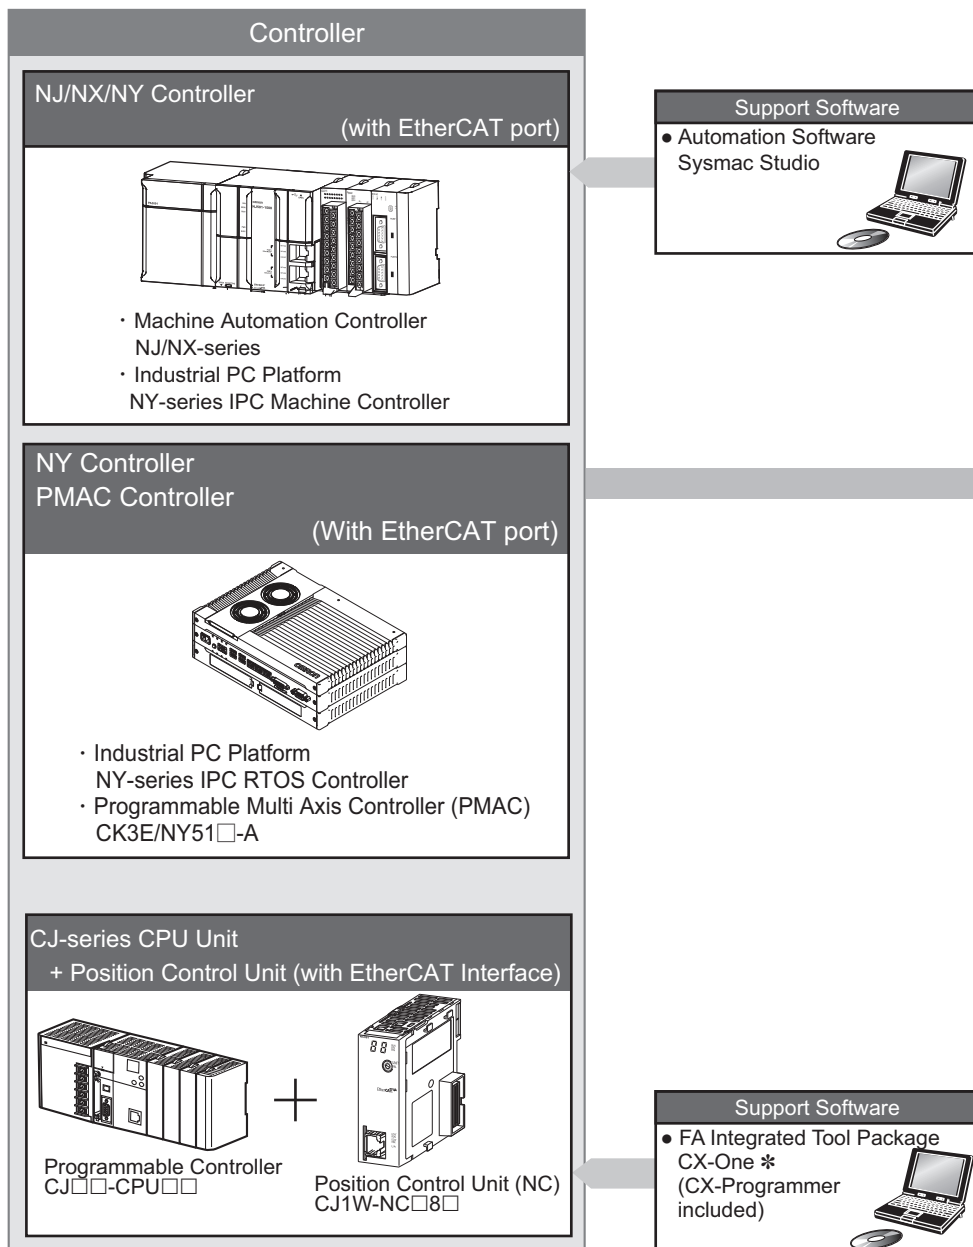 Controller
NJ/NX/NY Controller
(with EtherCAT port)
・Machine Automation Controller
NJ/NX-series
・Industrial PC Platform
NY-series IPC Machine Controller
Support Software
● Automation Software
Sysmac Studio
NY Controller
PMAC Controller
(With EtherCAT port)
・Industrial PC Platform
NY-series IPC RTOS Controller
・Programmable Multi Axis Controller (PMAC)
CK3E/NY51□-A
CJ-series CPU Unit
+ Position Control Unit (with EtherCAT Interface)
Programmable Controller
CJ□□-CPU□□
Position Control Unit (NC)
CJ1W-NC□8□
Support Software
● FA Integrated Tool Package
CX-One ✻
(CX-Programmer
included)